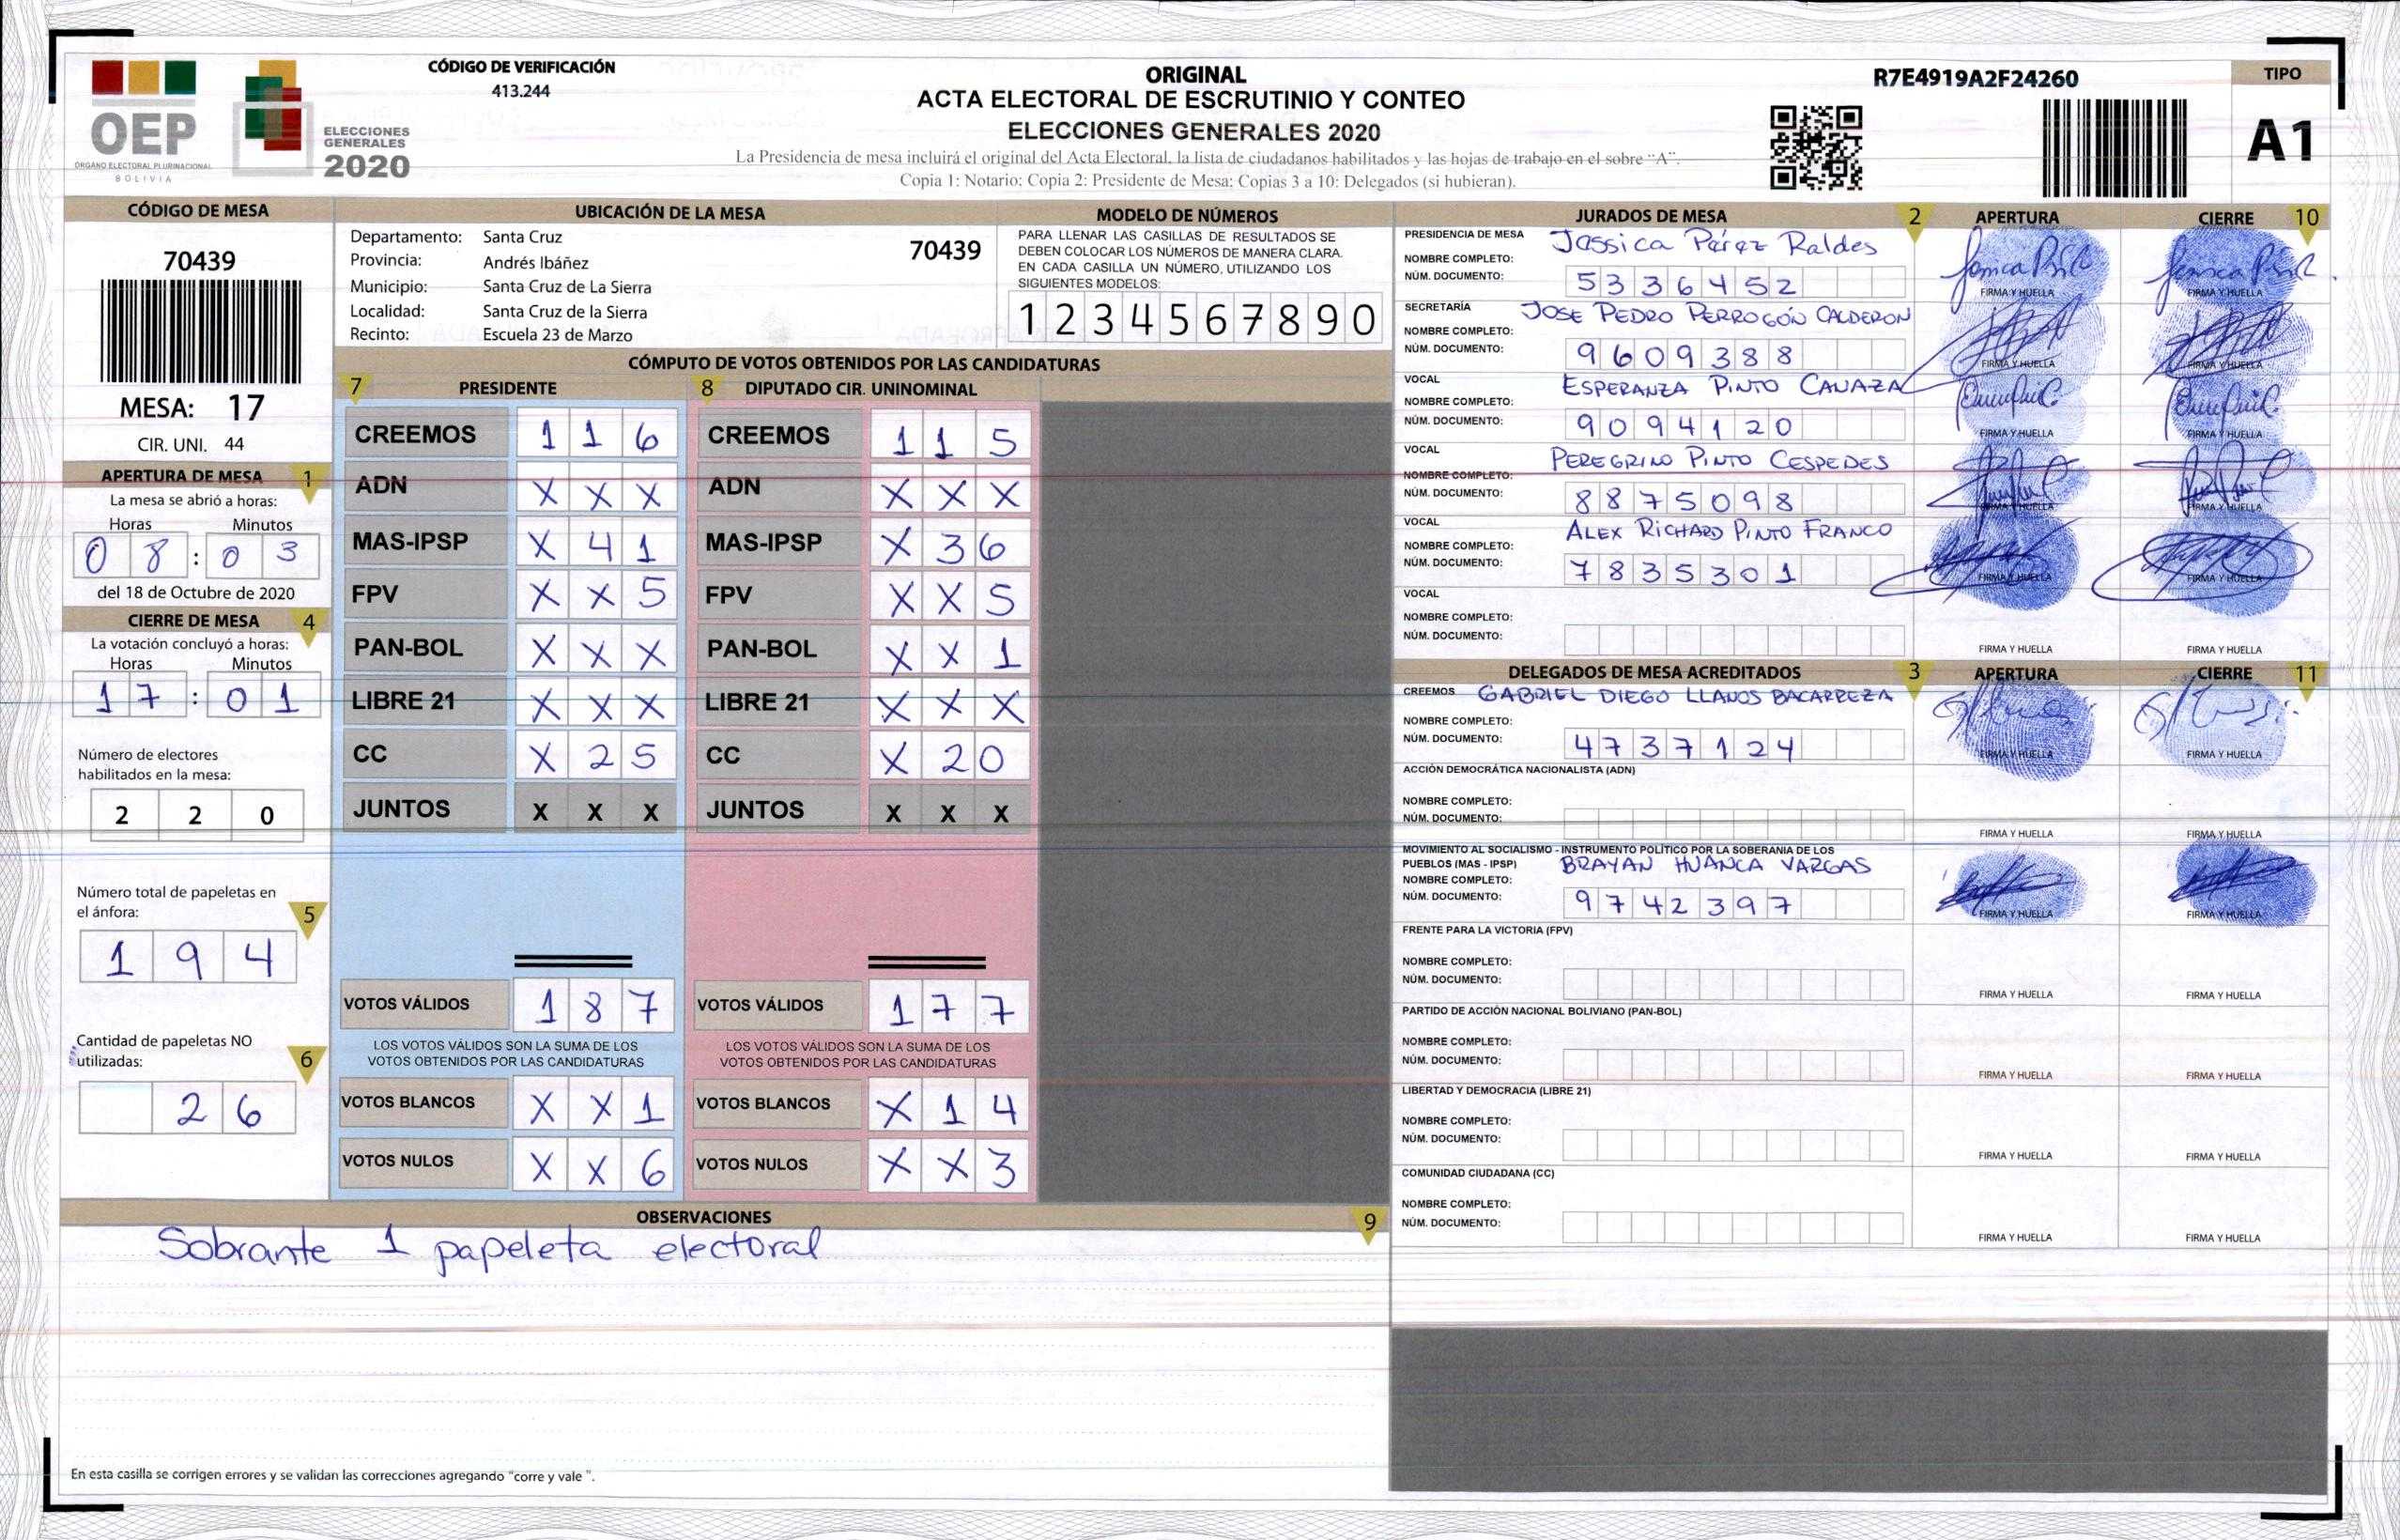 CÓDIGO DE VERIFICACIÓN
413.244
OEP
ÓRGANO ELECTORAL PLURINACIONAL
BOLIVIA
ELECCIONES
GENERALES
2020
ORIGINAL
ACTA ELECTORAL DE ESCRUTINIO Y CONTEO
ELECCIONES GENERALES 2020
La Presidencia de mesa incluirá el original del Acta Electoral, la lista de ciudadanos habilitados y las hojas de trabajo en el sobre "A".
Copia 1: Notario; Copia 2: Presidente de Mesa; Copias 3 a 10: Delegados (si hubieran).
R7E4919A2F24260
TIPO
A1
CÓDIGO DE MESA
70439
MESA: 17
CIR. UNI. 44
APERTURA DE MESA 1
La mesa se abrió a horas:
Horas Minutos
08:03
del 18 de Octubre de 2020
CIERRE DE MESA 4
La votación concluyó a horas:
Horas Minutos
17:01
Número de electores
habilitados en la mesa:
2 2 0
Número total de papeletas en
el ánfora: 5
1 9 4
Cantidad de papeletas NO
utilizadas: 6
2 6
UBICACIÓN DE LA MESA
Departamento: Santa Cruz 70439
Provincia: Andrés Ibáñez
Municipio: Santa Cruz de La Sierra
Localidad: Santa Cruz de la Sierra
Recinto: Escuela 23 de Marzo
MODELO DE NÚMEROS
PARA LLENAR LAS CASILLAS DE RESULTADOS SE
DEBEN COLOCAR LOS NÚMEROS DE MANERA CLARA.
EN CADA CASILLA UN NÚMERO, UTILIZANDO LOS
SIGUIENTES MODELOS:
1 2 3 4 5 6 7 8 9 0
CÓMPUTO DE VOTOS OBTENIDOS POR LAS CANDIDATURAS
7 PRESIDENTE 8 DIPUTADO CIR. UNINOMINAL
CREEMOS 1 1 6 CREEMOS 1 1 5
ADN X X X ADN X X X
MAS-IPSP X 4 1 MAS-IPSP X 3 6
FPV X X 5 FPV X X 5
PAN-BOL X X X PAN-BOL X X 1
LIBRE 21 X X X LIBRE 21 X X X
CC X 2 5 CC X 2 0
JUNTOS X X X JUNTOS X X X
VOTOS VÁLIDOS 1 8 7 VOTOS VÁLIDOS 1 7 7
LOS VOTOS VÁLIDOS SON LA SUMA DE LOS LOS VOTOS VÁLIDOS SON LA SUMA DE LOS
VOTOS OBTENIDOS POR LAS CANDIDATURAS VOTOS OBTENIDOS POR LAS CANDIDATURAS
VOTOS BLANCOS X X 1 VOTOS BLANCOS X 1 4
VOTOS NULOS X X 6 VOTOS NULOS X X 3
OBSERVACIONES 9
Sobrante 1 papeleta electoral
En esta casilla se corrigen errores y se validan las correcciones agregando "corre y vale ".
JURADOS DE MESA 2 APERTURA CIERRE 10
PRESIDENCIA DE MESA Jessica Pérez Raldes
NOMBRE COMPLETO:
NÚM. DOCUMENTO: 5336452 FIRMA Y HUELLA FIRMA Y HUELLA
SECRETARÍA JOSE PEDRO PERROGÓN CALDERON
NOMBRE COMPLETO:
NÚM. DOCUMENTO: 9609388 FIRMA Y HUELLA FIRMA Y HUELLA
VOCAL ESPERANZA PINTO CANAZA
NOMBRE COMPLETO:
NÚM. DOCUMENTO: 9094120 FIRMA Y HUELLA FIRMA Y HUELLA
VOCAL PEREGRINO PINTO CESPEDES
NOMBRE COMPLETO:
NÚM. DOCUMENTO: 8875098 FIRMA Y HUELLA FIRMA Y HUELLA
VOCAL ALEX RICHARD PINTO FRANCO
NOMBRE COMPLETO:
NÚM. DOCUMENTO: 7835301 FIRMA Y HUELLA FIRMA Y HUELLA
VOCAL
NOMBRE COMPLETO:
NÚM. DOCUMENTO: FIRMA Y HUELLA FIRMA Y HUELLA
DELEGADOS DE MESA ACREDITADOS 3 APERTURA CIERRE 11
CREEMOS GABRIEL DIEGO LLANOS BACARREZA
NOMBRE COMPLETO:
NÚM. DOCUMENTO: 4737124 FIRMA Y HUELLA FIRMA Y HUELLA
ACCIÓN DEMOCRÁTICA NACIONALISTA (ADN)
NOMBRE COMPLETO:
NÚM. DOCUMENTO: FIRMA Y HUELLA FIRMA Y HUELLA
MOVIMIENTO AL SOCIALISMO - INSTRUMENTO POLÍTICO POR LA SOBERANIA DE LOS
PUEBLOS (MAS - IPSP) BRAYAN HUANCA VARGAS
NOMBRE COMPLETO:
NÚM. DOCUMENTO: 9742397 FIRMA Y HUELLA FIRMA Y HUELLA
FRENTE PARA LA VICTORIA (FPV)
NOMBRE COMPLETO:
NÚM. DOCUMENTO: FIRMA Y HUELLA FIRMA Y HUELLA
PARTIDO DE ACCIÓN NACIONAL BOLIVIANO (PAN-BOL)
NOMBRE COMPLETO:
NÚM. DOCUMENTO: FIRMA Y HUELLA FIRMA Y HUELLA
LIBERTAD Y DEMOCRACIA (LIBRE 21)
NOMBRE COMPLETO:
NÚM. DOCUMENTO: FIRMA Y HUELLA FIRMA Y HUELLA
COMUNIDAD CIUDADANA (CC)
NOMBRE COMPLETO:
NÚM. DOCUMENTO: FIRMA Y HUELLA FIRMA Y HUELLA